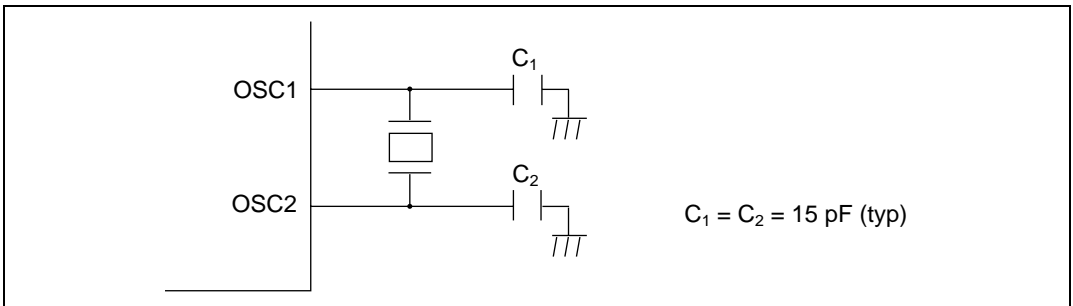 C₁
OSC1
C₂
OSC2
C₁ = C₂ = 15 pF (typ)